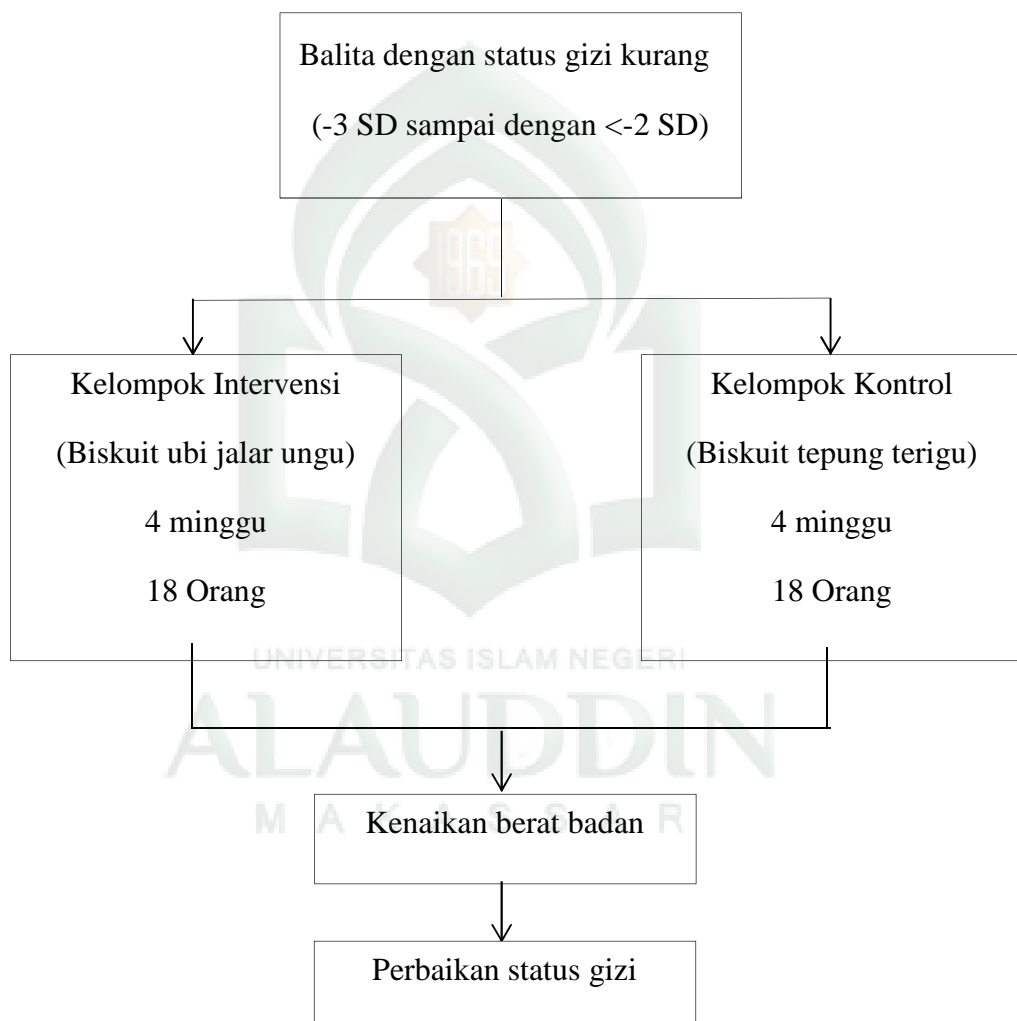 Balita dengan status gizi kurang
(-3 SD sampai dengan <-2 SD)
1965
Kelompok Intervensi
(Biskuit ubi jalar ungu)
4 minggu
18 Orang
Kelompok Kontrol
(Biskuit tepung terigu)
4 minggu
18 Orang
UNIVERSITAS ISLAM NEGERI
ALAUDDIN
MAKASSAR
Kenaikan berat badan
Perbaikan status gizi